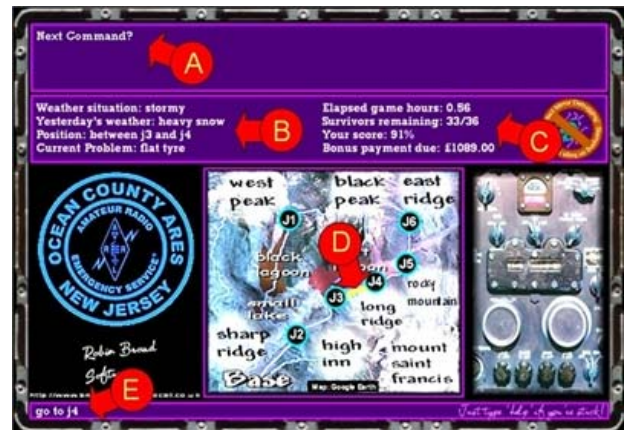 Next Command?
A
Weather situation: stormy
Yesterday's weather: heavy snow
Position: between j3 and j4
Current Problem: flat tyre
B
Elapsed game hours: 0.56
Survivors remaining: 33/36
Your score: 91%
Bonus payment due: £1089.00
C
OCEAN COUNTY ARES
AMATEUR RADIO
EMERGENCY SERVICE
NEW JERSEY
Robin Broad
west peak
black peak
east ridge
J1
J6
black lagoon
D
J5
J4
J3
small lake
rocky mountain
long ridge
sharp ridge
J2
high inn
mount saint francis
Base
Map: Google Earth
E
go to j4
Just type 'help' if you're stuck!